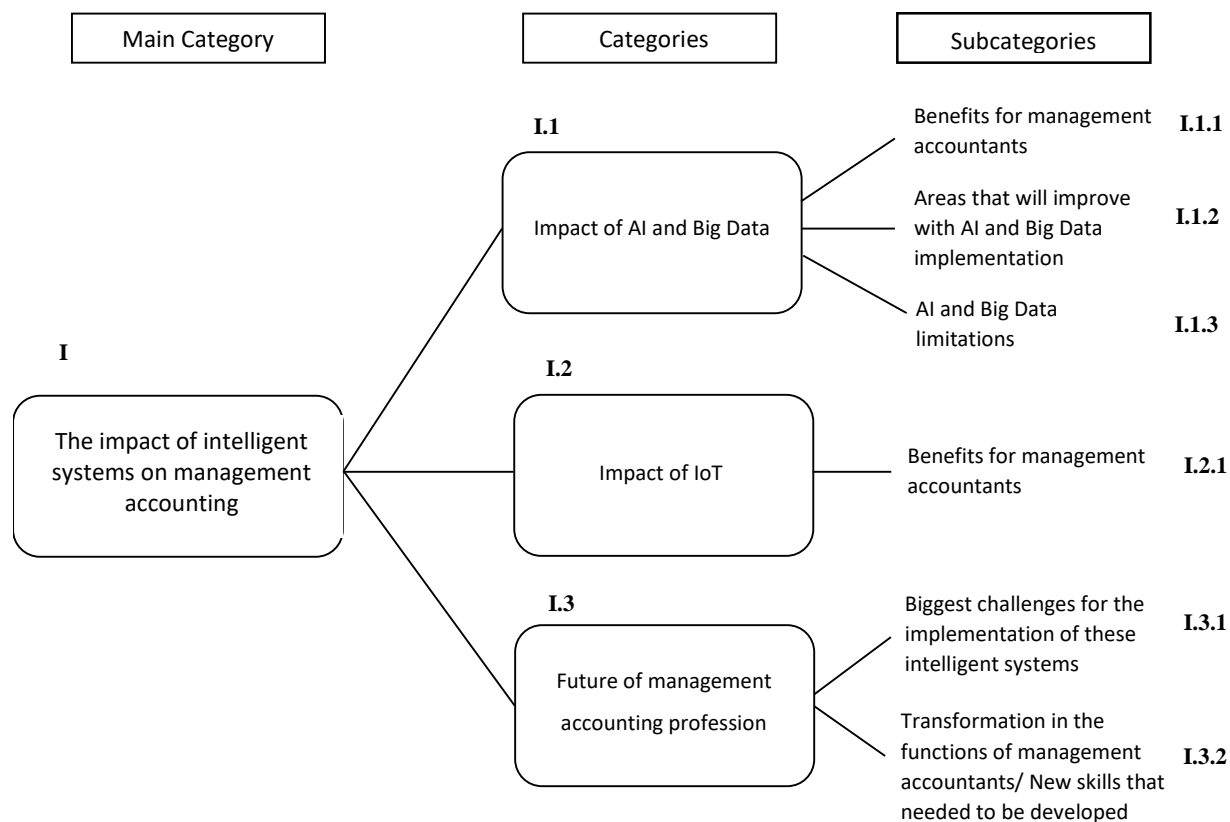 Main Category
Categories
Subcategories
I.1
Impact of AI and Big Data
Benefits for management
accountants
I.1.1
Areas that will improve
with AI and Big Data
implementation
I.1.2
AI and Big Data
limitations
I.1.3
I
The impact of intelligent
systems on management
accounting
I.2
Impact of IoT
Benefits for management
accountants
I.2.1
I.3
Future of management
accounting profession
Biggest challenges for the
implementation of these
intelligent systems
I.3.1
Transformation in the
functions of management
accountants/ New skills that
needed to be developed
I.3.2